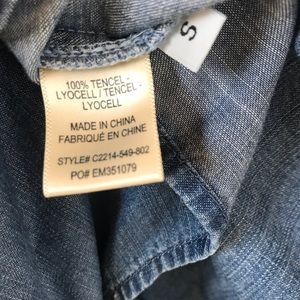 S
100% TENCEL-
LYOCELL / TENCEL -
LYOCELL
MADE IN CHINA
FABRIQUÉ EN CHINE
STYLE# C2214-549-802
PO# EM351079